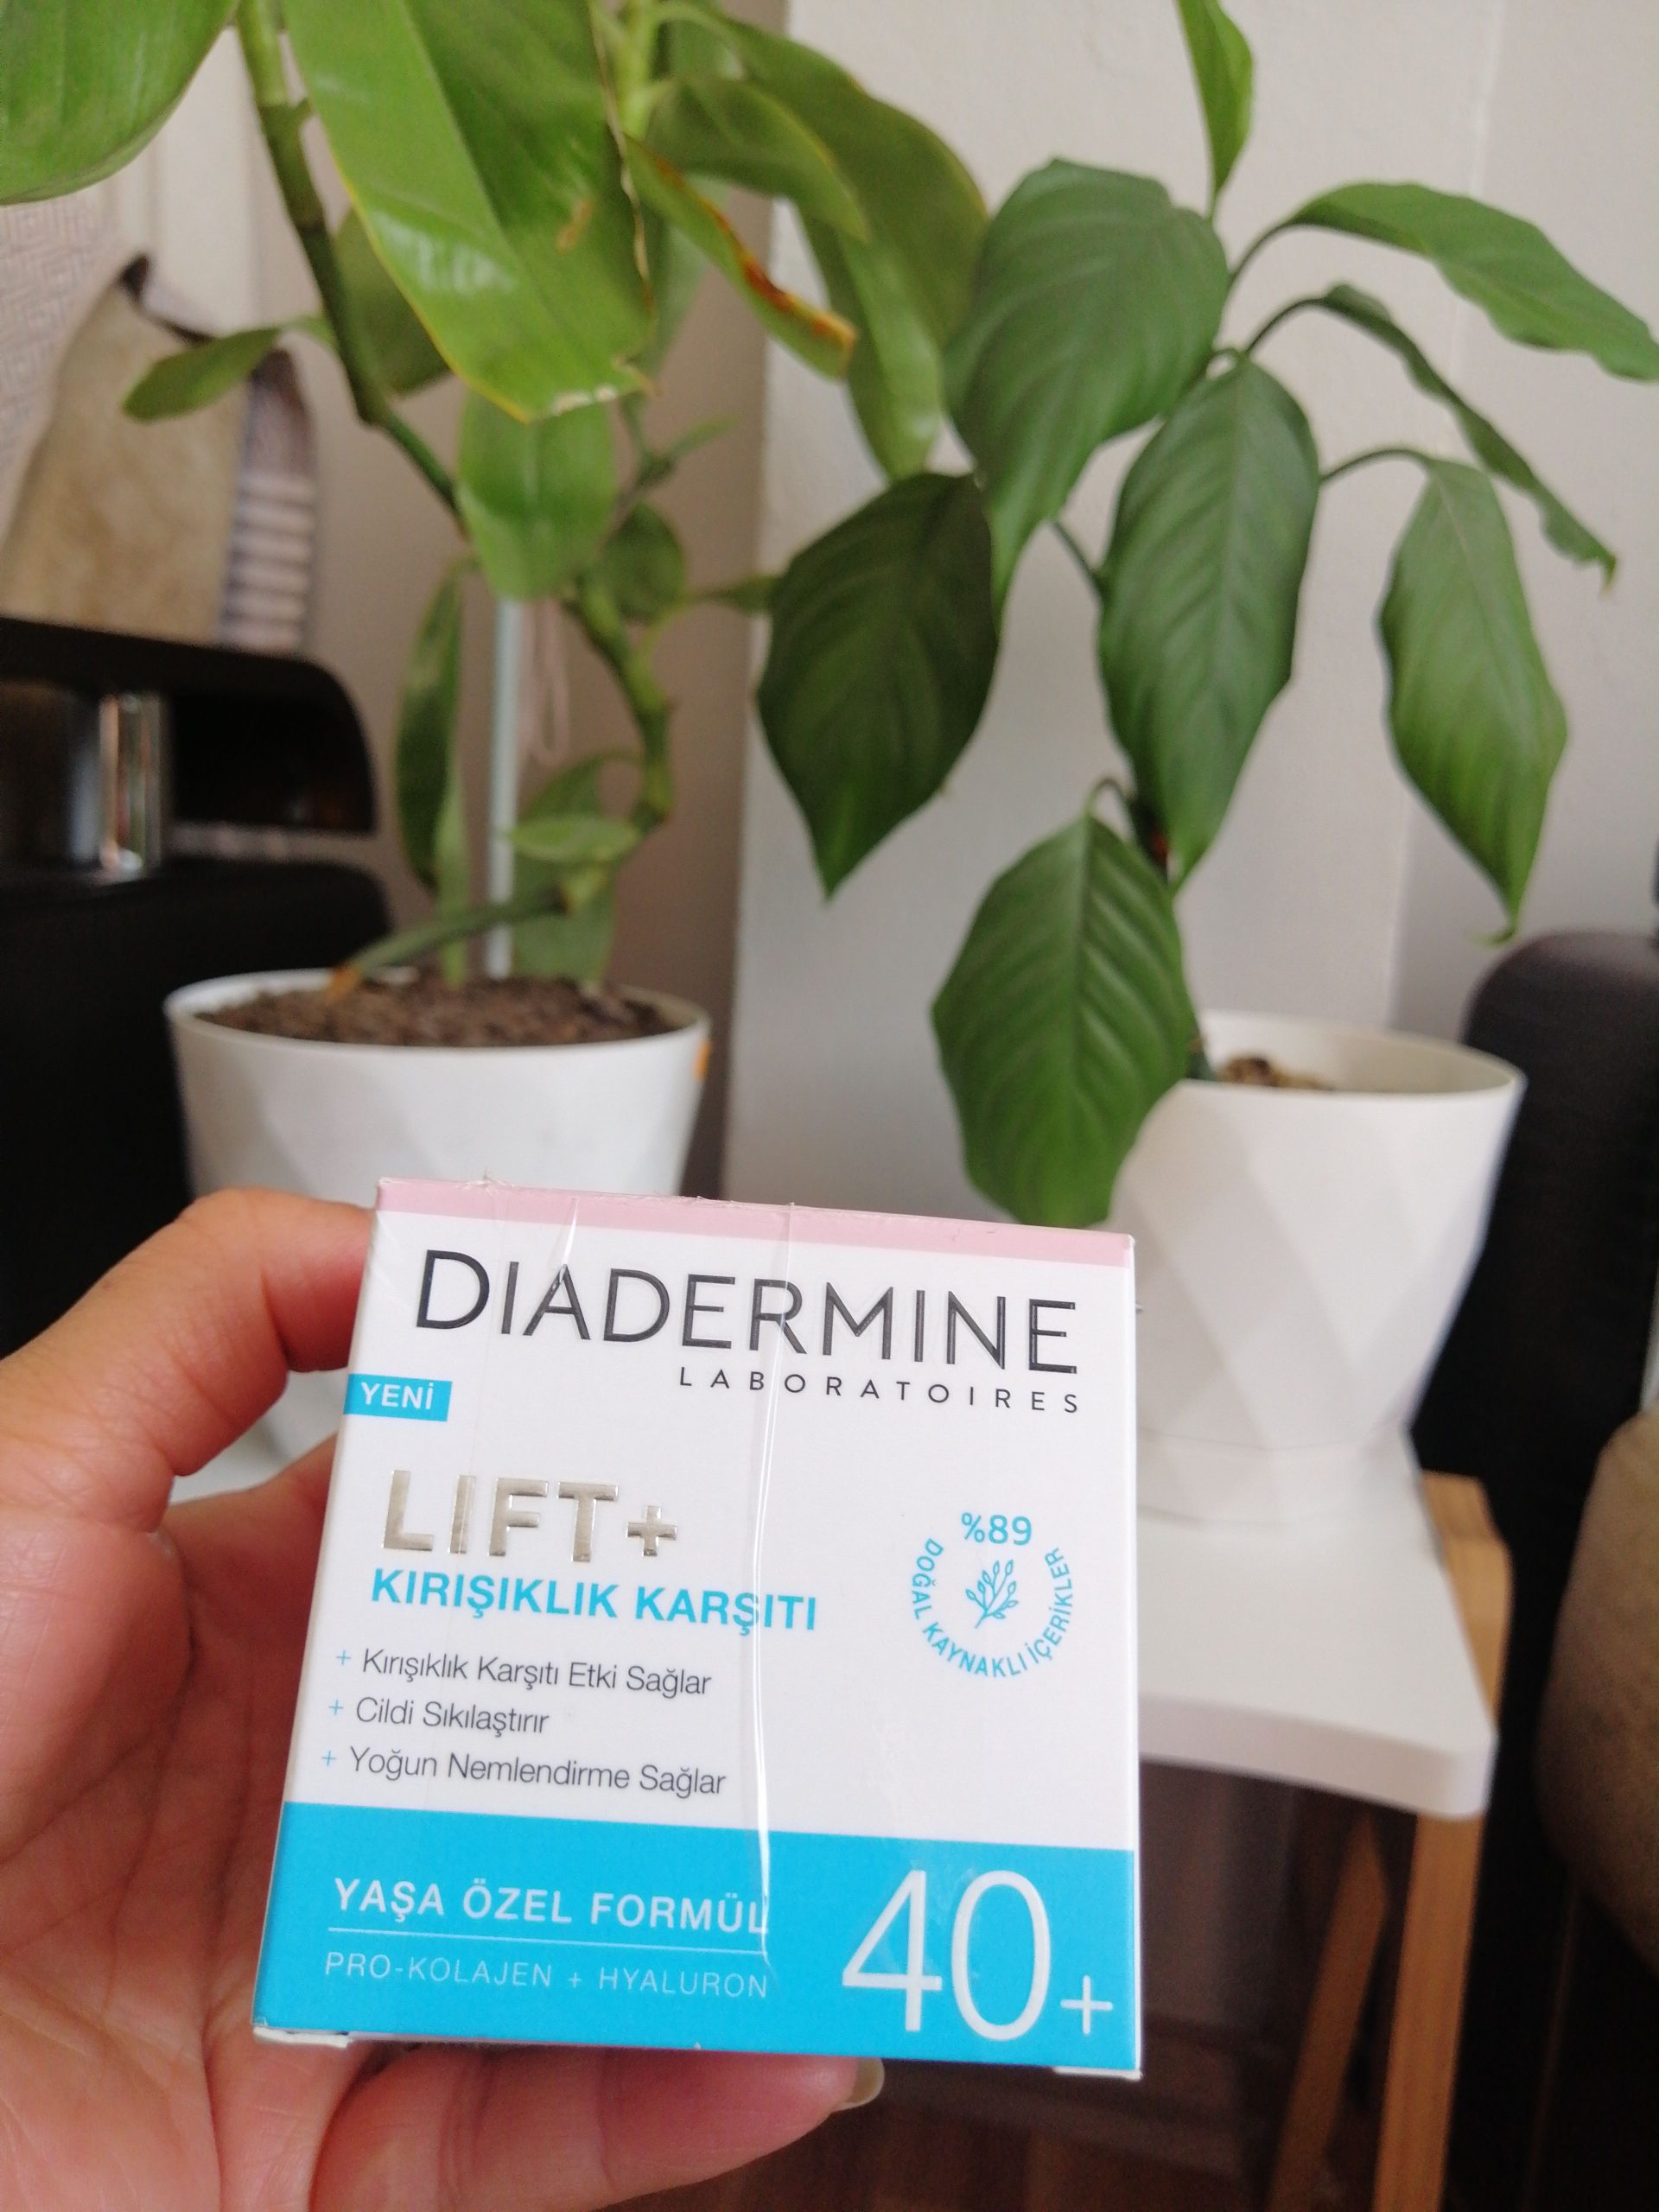 DIADERMINE
LABORATOIRES
YENİ
LIFT+
KIRIŞIKLIK KARŞITI
%89
DOĞAL KAYNAKLI İÇERİKLER
+ Kırışıklık Karşıtı Etki Sağlar
+ Cildi Sıkılaştırır
+ Yoğun Nemlendirme Sağlar
YAŞA ÖZEL FORMÜL
PRO-KOLAJEN + HYALURON
40+